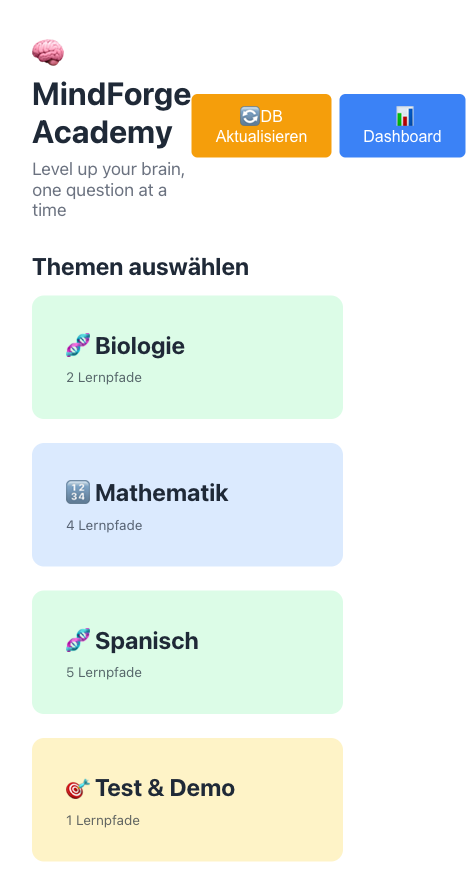 MindForge
Academy
Level up your brain,
one question at a
time
DB
Aktualisieren
Dashboard
Themen auswählen
Biologie
2 Lernpfade
1234 Mathematik
4 Lernpfade
Spanisch
5 Lernpfade
Test & Demo
1 Lernpfade